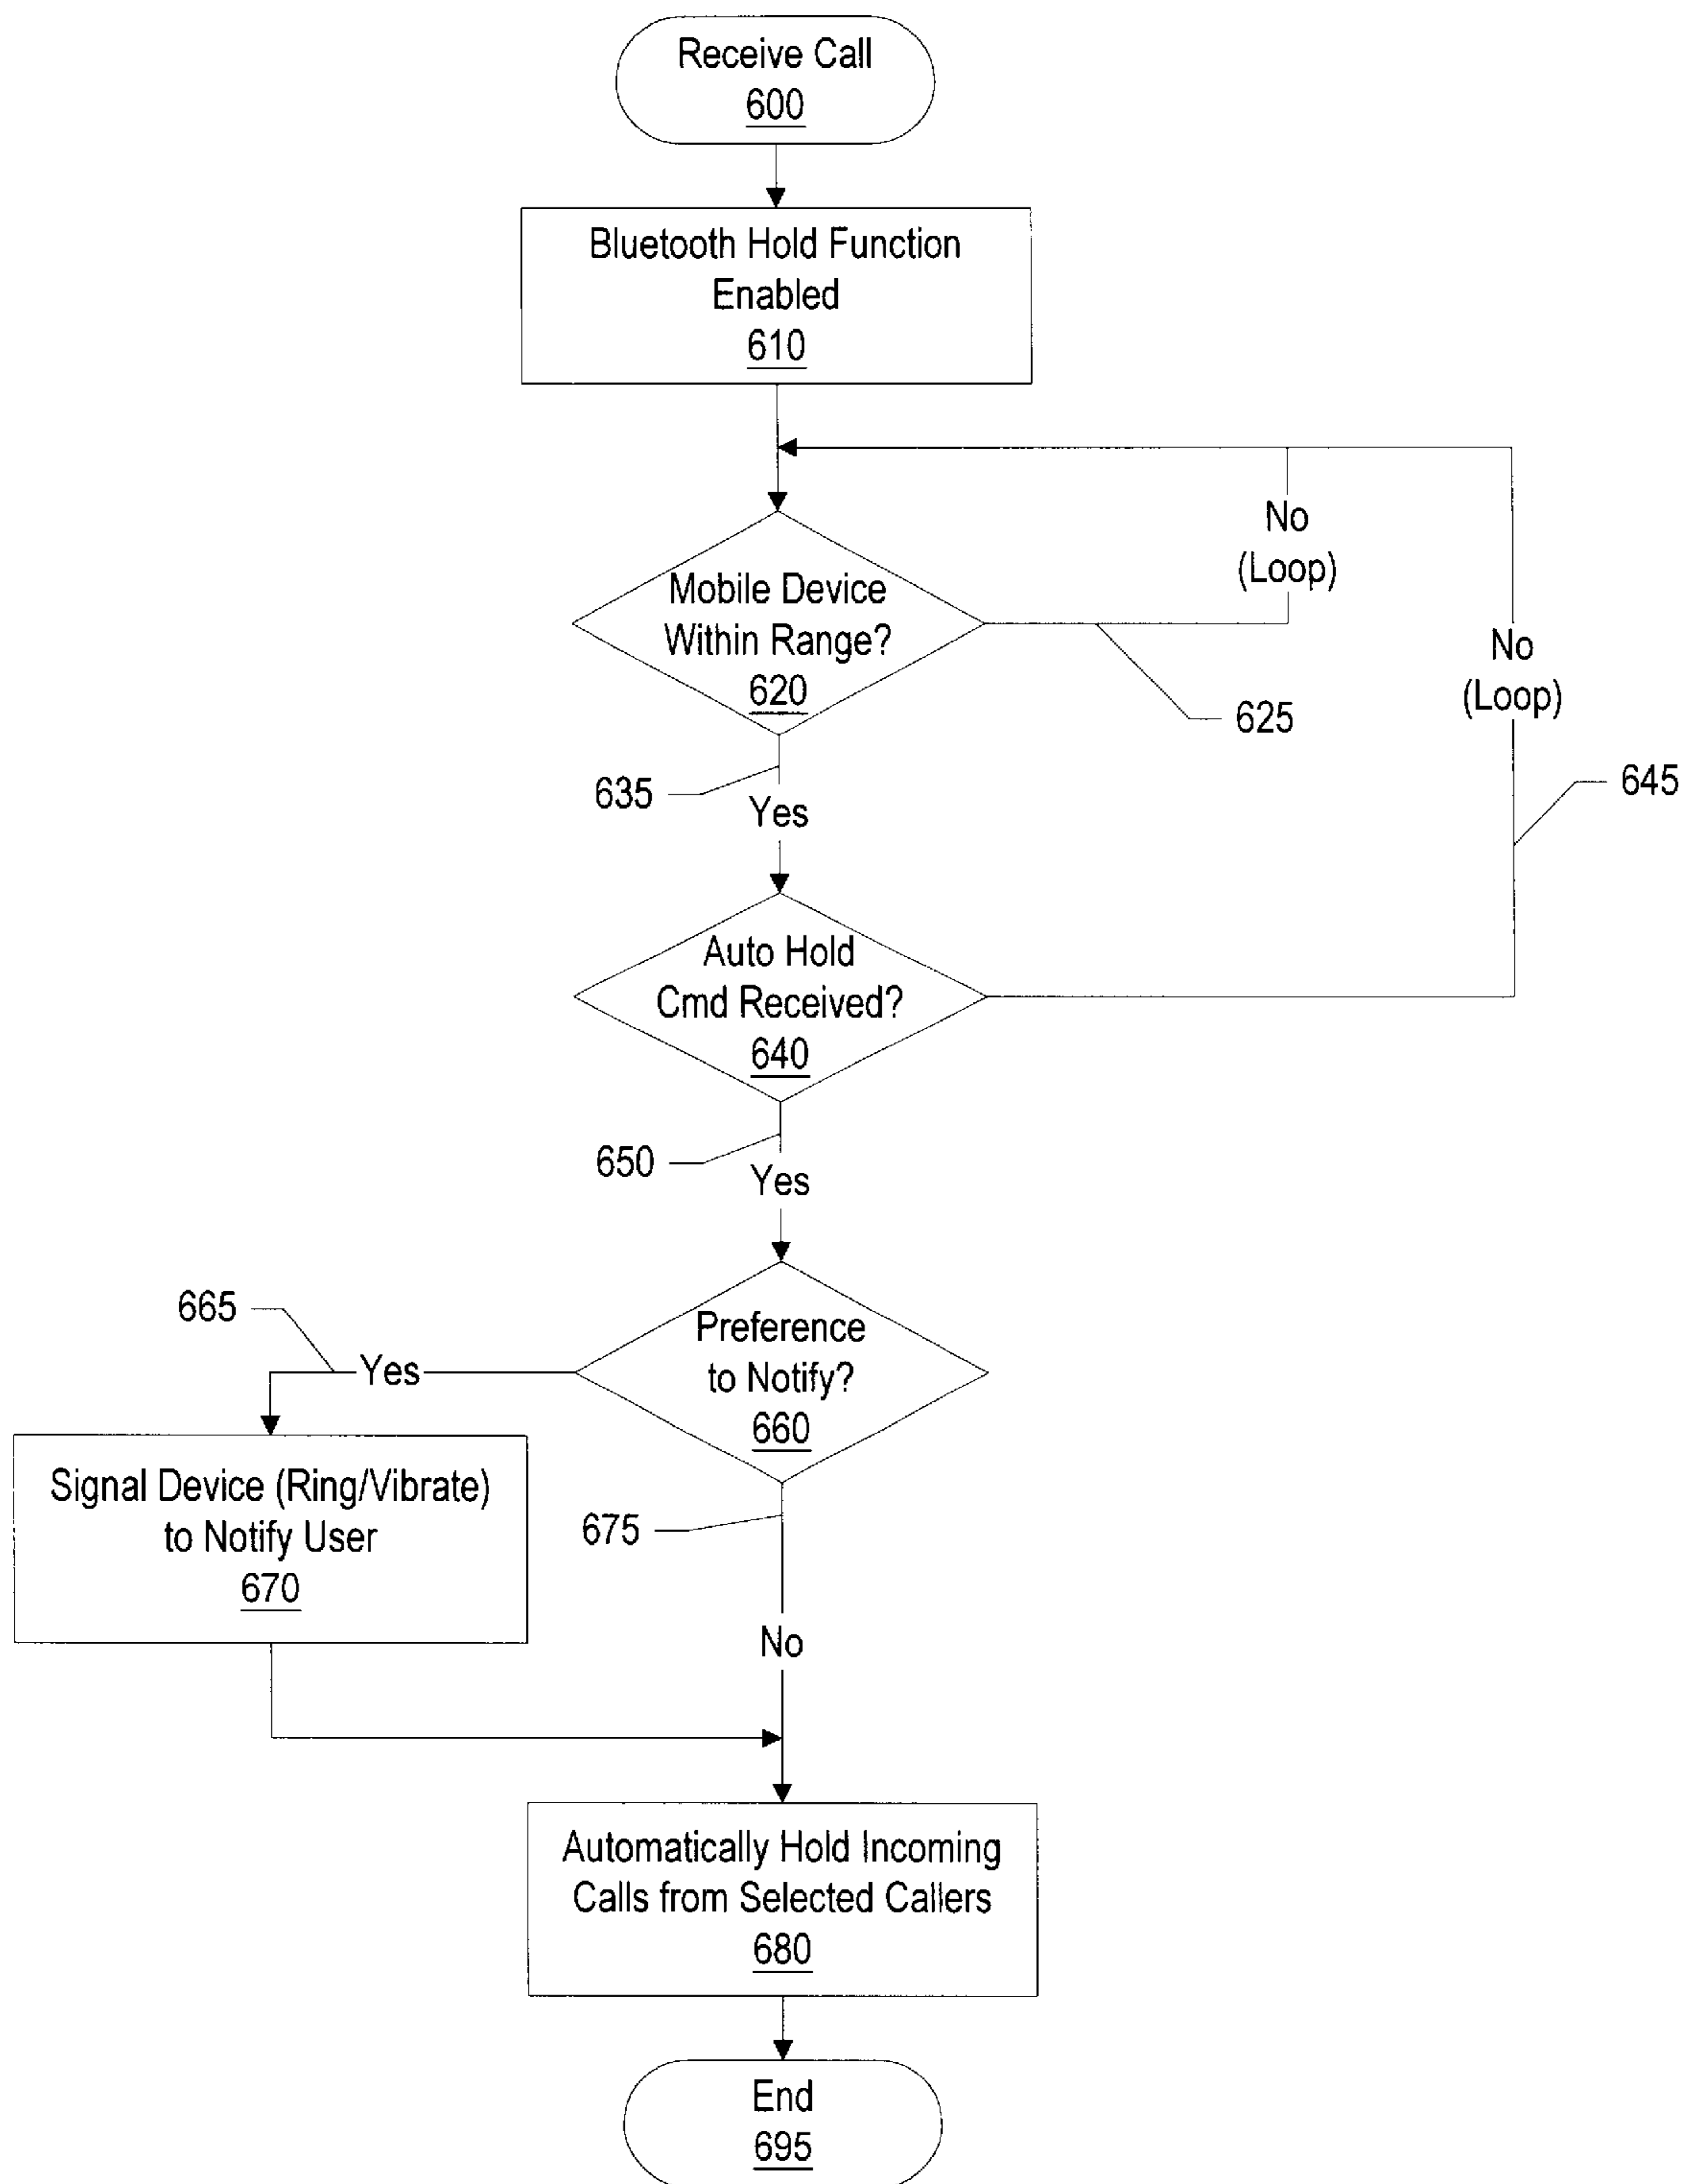 Receive Call
600
Bluetooth Hold Function
Enabled
610
No
(Loop)
Mobile Device
Within Range?
620
No
(Loop)
625
635
Yes
645
Auto Hold
Cmd Received?
640
650
Yes
665
Yes
Preference
to Notify?
660
Signal Device (Ring/Vibrate)
to Notify User
670
675
No
Automatically Hold Incoming
Calls from Selected Callers
680
End
695